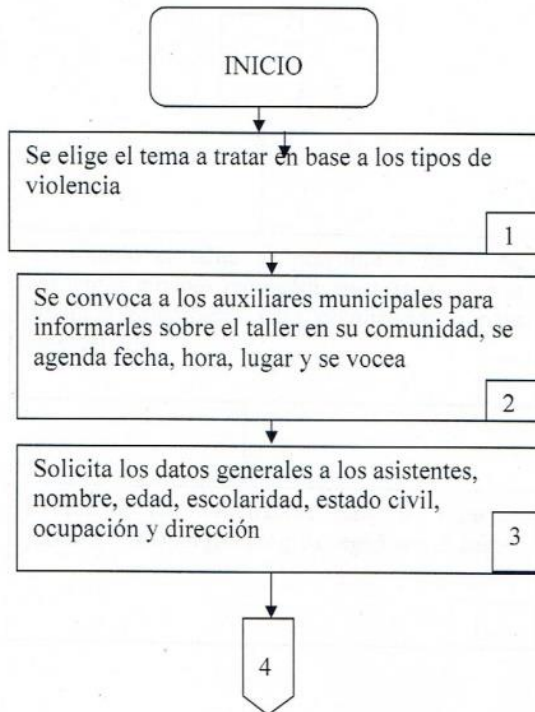 INICIO
Se elige el tema a tratar en base a los tipos de
violencia
1
Se convoca a los auxiliares municipales para
informarles sobre el taller en su comunidad, se
agenda fecha, hora, lugar y se vocea
2
Solicita los datos generales a los asistentes,
nombre, edad, escolaridad, estado civil,
ocupación y dirección
3
4